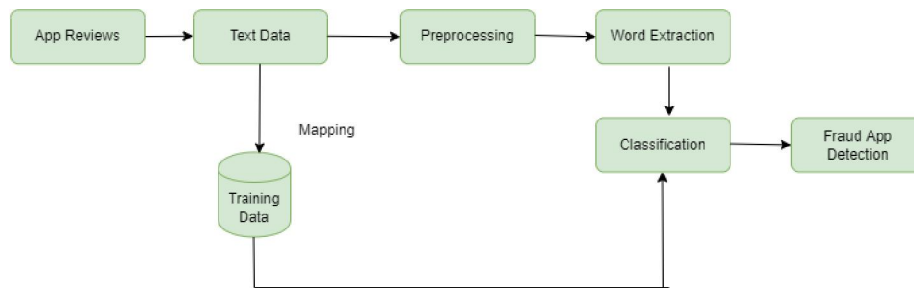 App Reviews
Text Data
Preprocessing
Word Extraction
Mapping
Classification
Fraud App
Detection
Training
Data